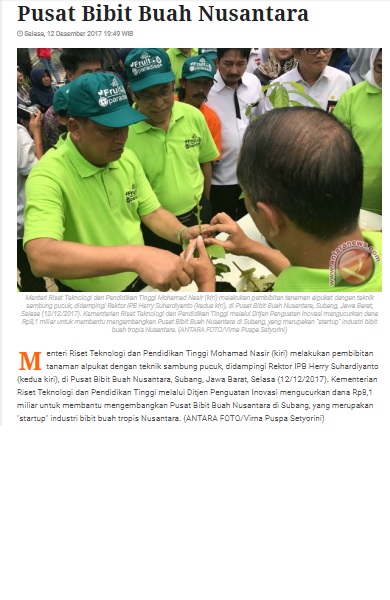 Pusat Bibit Buah Nusantara
Selasa, 12 Desember 2017 19:49 WIB
Fruit
paradise
Fruit
paradise
Menteri Riset Teknologi dan Pendidikan Tinggi Mohamad Nasir (kiri) melakukan pembibitan tanaman alpukat dengan teknik
sambung pucuk, didampingi Rektor IPB Herry Suhardiyanto (kedua kiri), di Pusat Bibit Buah Nusantara, Subang, Jawa Barat,
Selasa (12/12/2017). Kementerian Riset Teknologi dan Pendidikan Tinggi melalui Ditjen Penguatan Inovasi mengucurkan dana
Rp8,1 miliar untuk membantu mengembangkan Pusat Bibit Buah Nusantara di Subang, yang merupakan "startup" industri bibit
buah tropis Nusantara. (ANTARA FOTO/Virna Puspa Setyorini)
Menteri Riset Teknologi dan Pendidikan Tinggi Mohamad Nasir (kiri) melakukan pembibitan
tanaman alpukat dengan teknik sambung pucuk, didampingi Rektor IPB Herry Suhardiyanto
(kedua kiri), di Pusat Bibit Buah Nusantara, Subang, Jawa Barat, Selasa (12/12/2017). Kementerian
Riset Teknologi dan Pendidikan Tinggi melalui Ditjen Penguatan Inovasi mengucurkan dana Rp8,1
miliar untuk membantu mengembangkan Pusat Bibit Buah Nusantara di Subang, yang merupakan
"startup" industri bibit buah tropis Nusantara. (ANTARA FOTO/Virna Puspa Setyorini)